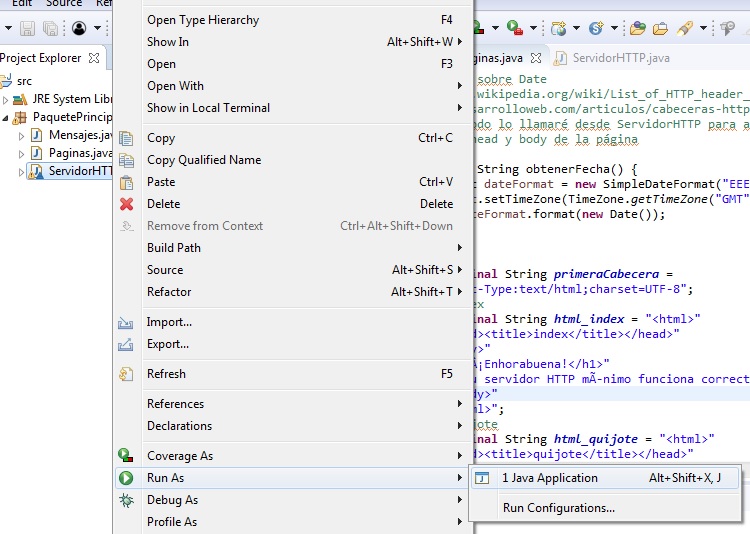 Edit Source Refa
Project Explorer
src
JRE System Libr
PaquetePrincip
Mensajes.jav
Paginas.java
ServidorHTT
Open Type Hierarchy F4
Show In Alt+Shift+W
Open F3
Open With
Show in Local Terminal
Copy Ctrl+C
Copy Qualified Name
Paste Ctrl+V
Delete Delete
Remove from Context Ctrl+Alt+Shift+Down
Build Path
Source Alt+Shift+S
Refactor Alt+Shift+T
Import...
Export...
Refresh F5
References
Declarations
Coverage As
Run As
Debug As
Profile As
1 Java Application Alt+Shift+X, J
Run Configurations...
ginas.java ServidorHTTP.java
sobre Date
.wikipedia.org/wiki/List_of_HTTP_header_
sarrolloweb.com/articulos/cabeceras-http
odo lo llamaré desde ServidorHTTP para a
head y body de la página
String obtenerFecha() {
t dateFormat = new SimpleDateFormat("EEE
t.setTimeZone(TimeZone.getTimeZone("GMT"
teFormat.format(new Date());
inal String primeraCabecera =
t-Type:text/html;charset=UTF-8";
ex
inal String html_index = "<html>"
d><title>index</title></head>"
y>"
Â¡Enhorabuena!</h1>"
u servidor HTTP mÃ­nimo funciona correct
dy>"
ml>";
jote
inal String html_quijote = "<html>"
d><title>quijote</title></head>"